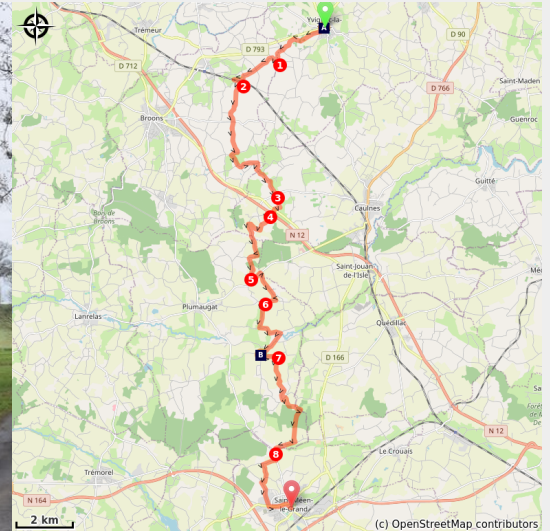 Yvignac-la-
A
Trémeur
D 793
D 90
1
D 712
2
D 766
Saint-Maden
Broons
Guenroc
Guitté
3
Caulnes
Bois de
Broons
4
N 12
Saint-Jouan
-de-l'Isle
5
6
Plumaugat
Lanrelas
Quédillac
B
7
D 166
N 12
8
Le Crouais
Trémorel
N 164
Saint-Méen-
le-Grand
2 km
(c) OpenStreetMap contributors